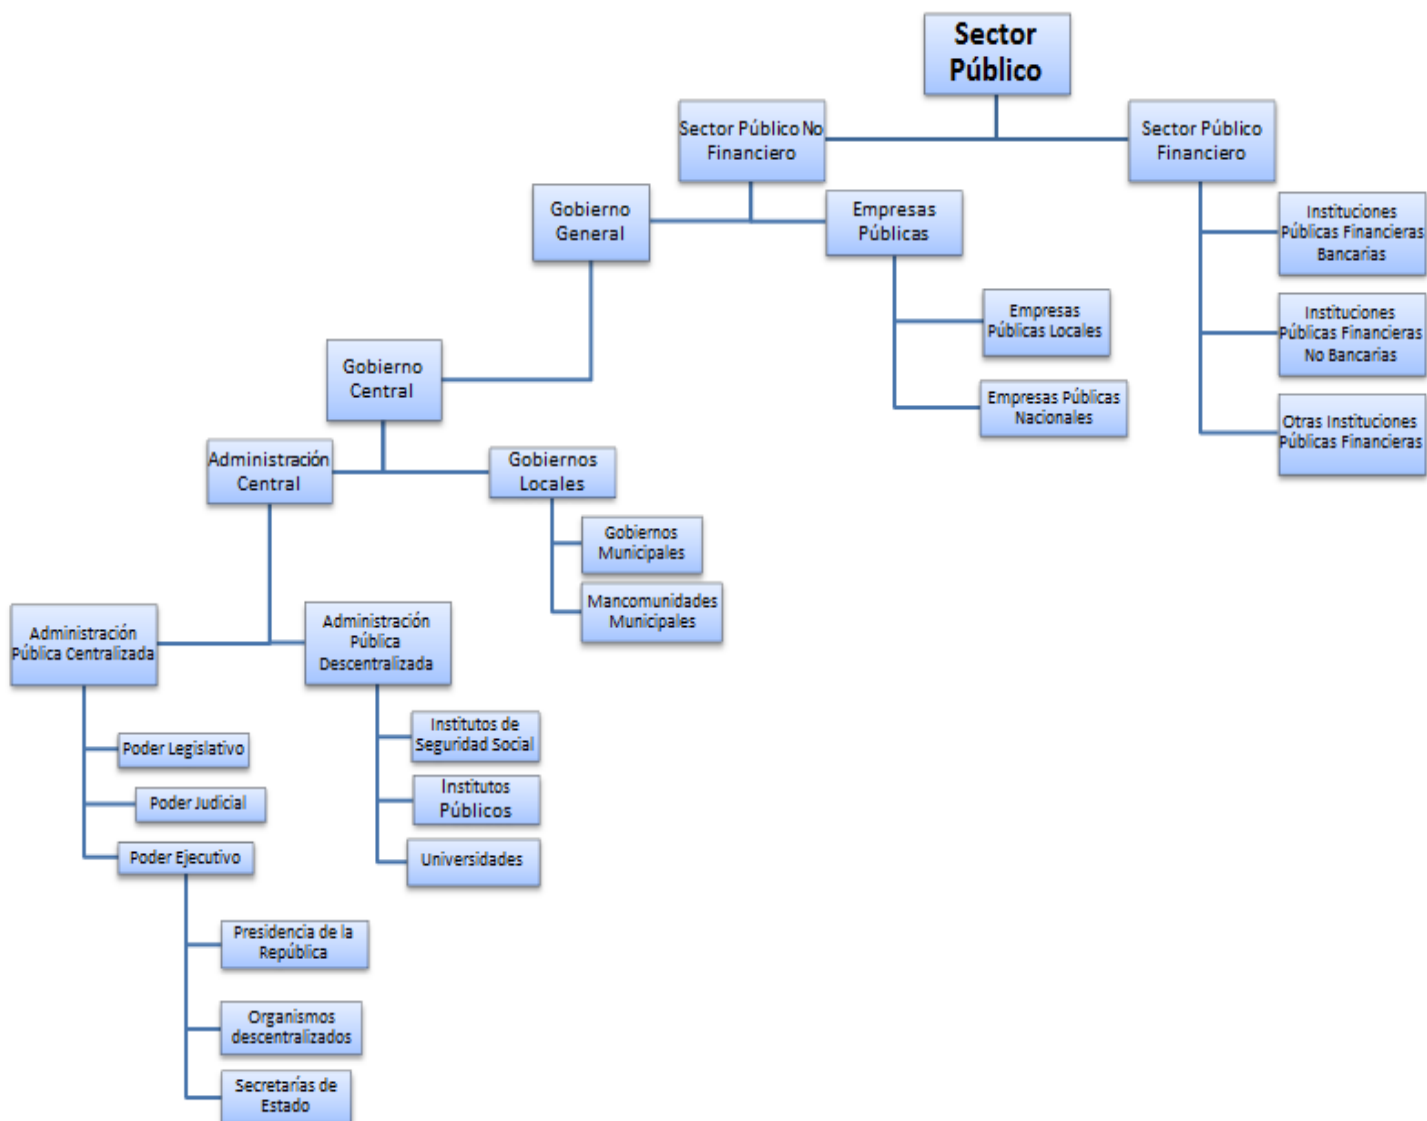 Sector
Público
Sector Público No
Financiero
Sector Público
Financiero
Gobierno
General
Empresas
Públicas
Instituciones
Públicas Financieras
Bancarias
Empresas
Públicas Locales
Instituciones
Públicas Financieras
No Bancarias
Gobierno
Central
Empresas Públicas
Nacionales
Otras Instituciones
Públicas Financieras
Administración
Central
Gobiernos
Locales
Gobiernos
Municipales
Mancomunidades
Municipales
Administración
Pública Centralizada
Administración
Pública
Descentralizada
Poder Legislativo
Poder Judicial
Poder Ejecutivo
Institutos de
Seguridad Social
Institutos
Públicos
Universidades
Presidencia de la
República
Organismos
descentralizados
Secretarías de
Estado